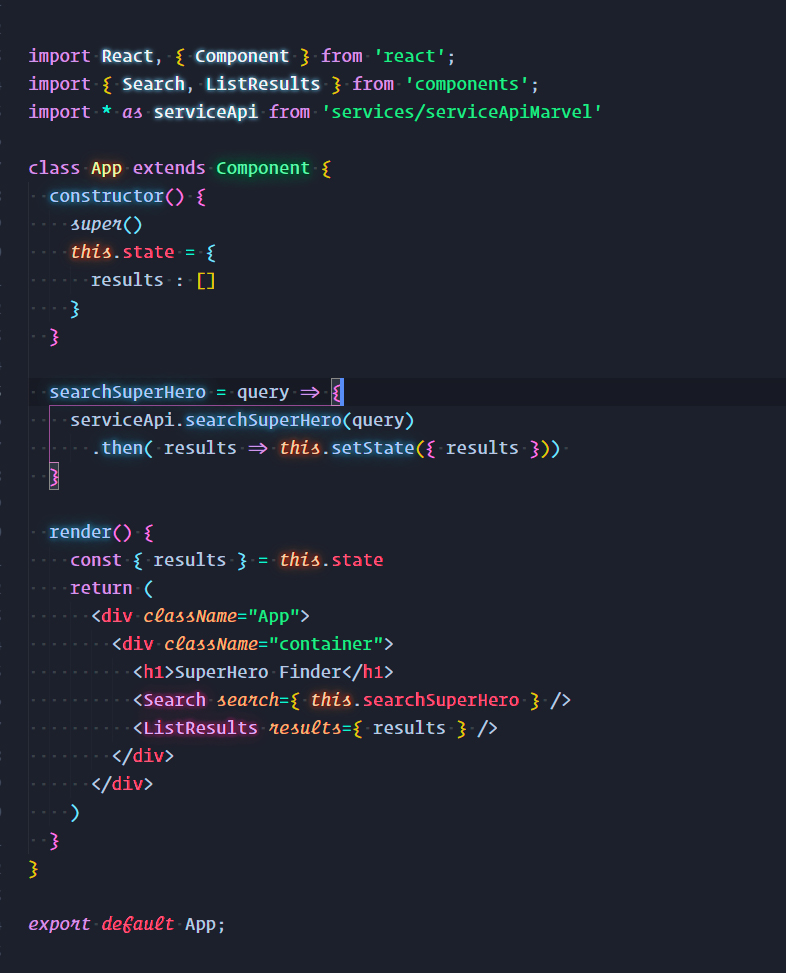 import React, { Component } from 'react';
import { Search, ListResults } from 'components';
import * as serviceApi from 'services/serviceApiMarvel'

class App extends Component {
  constructor() {
    super()
    this.state = {
      results : []
    }
  }

  searchSuperHero = query => {
    serviceApi.searchSuperHero(query)
      .then( results => this.setState({ results }))
  }

  render() {
    const { results } = this.state
    return (
      <div className="App">
        <div className="container">
          <h1>SuperHero Finder</h1>
          <Search search={ this.searchSuperHero } />
          <ListResults results={ results } />
        </div>
      </div>
    )
  }
}

export default App;